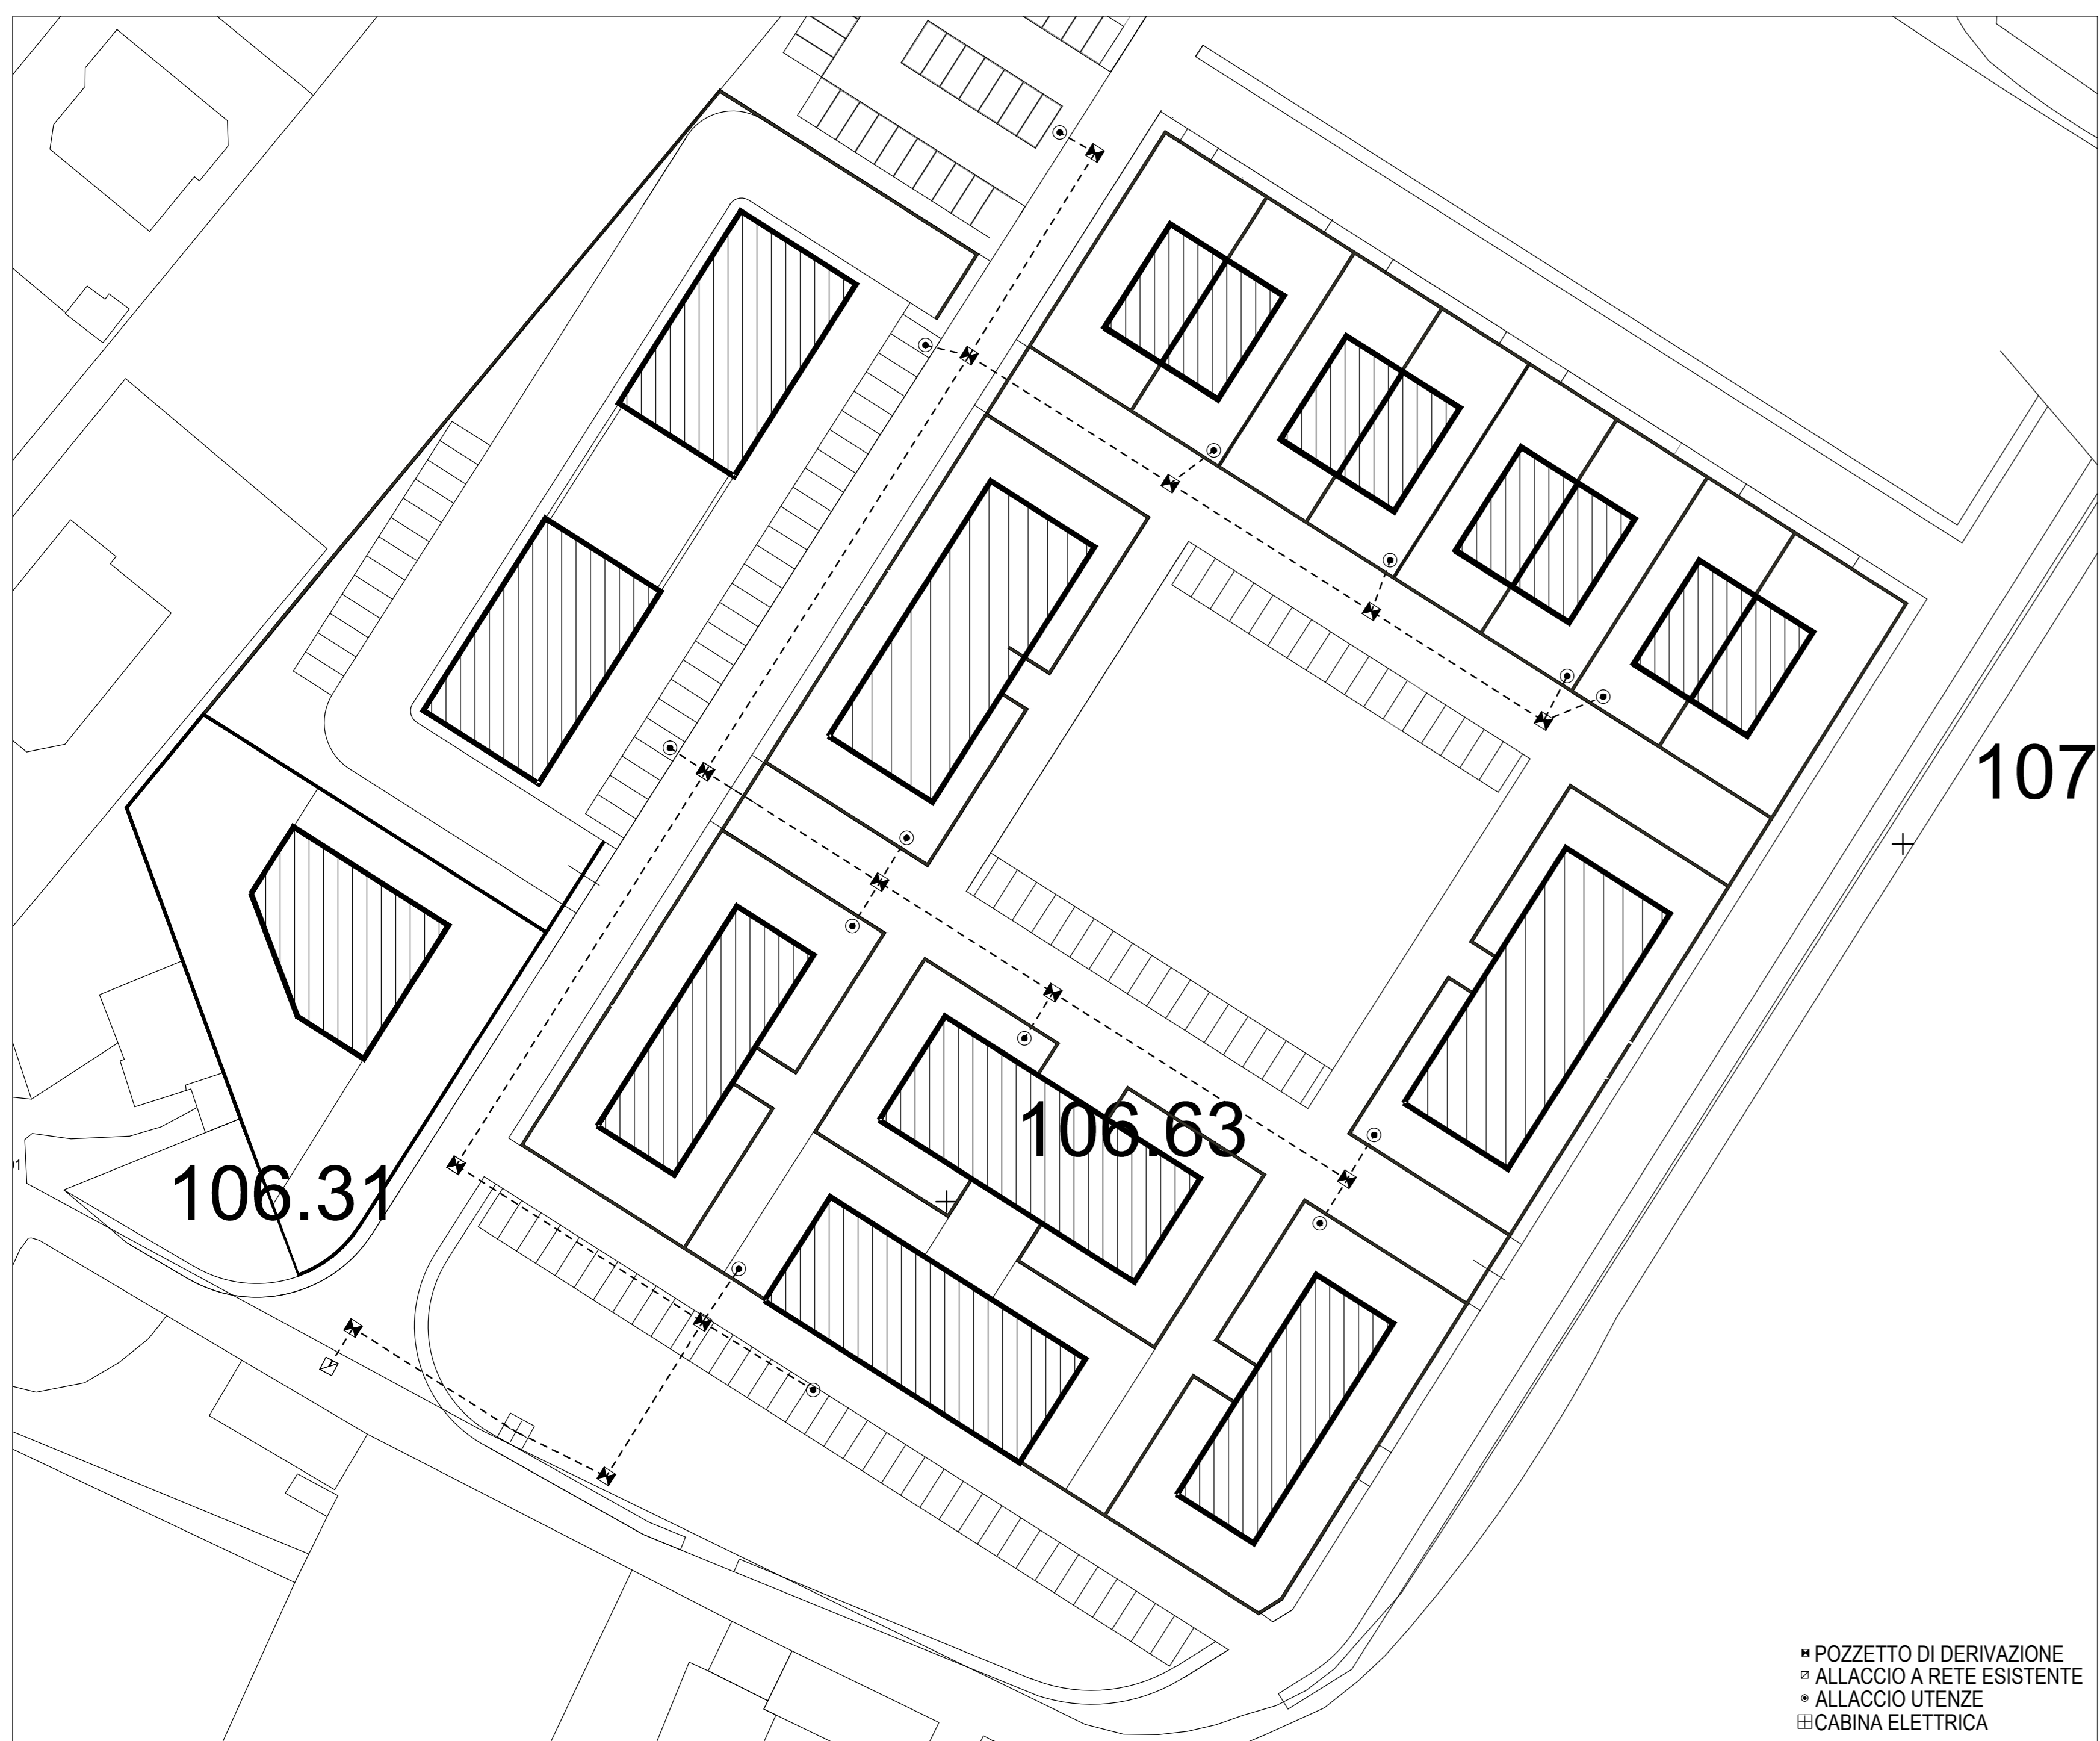 107
106.63
106.31
POZZETTO DI DERIVAZIONE
ALLACCIO A RETE ESISTENTE
ALLACCIO UTENZE
CABINA ELETTRICA